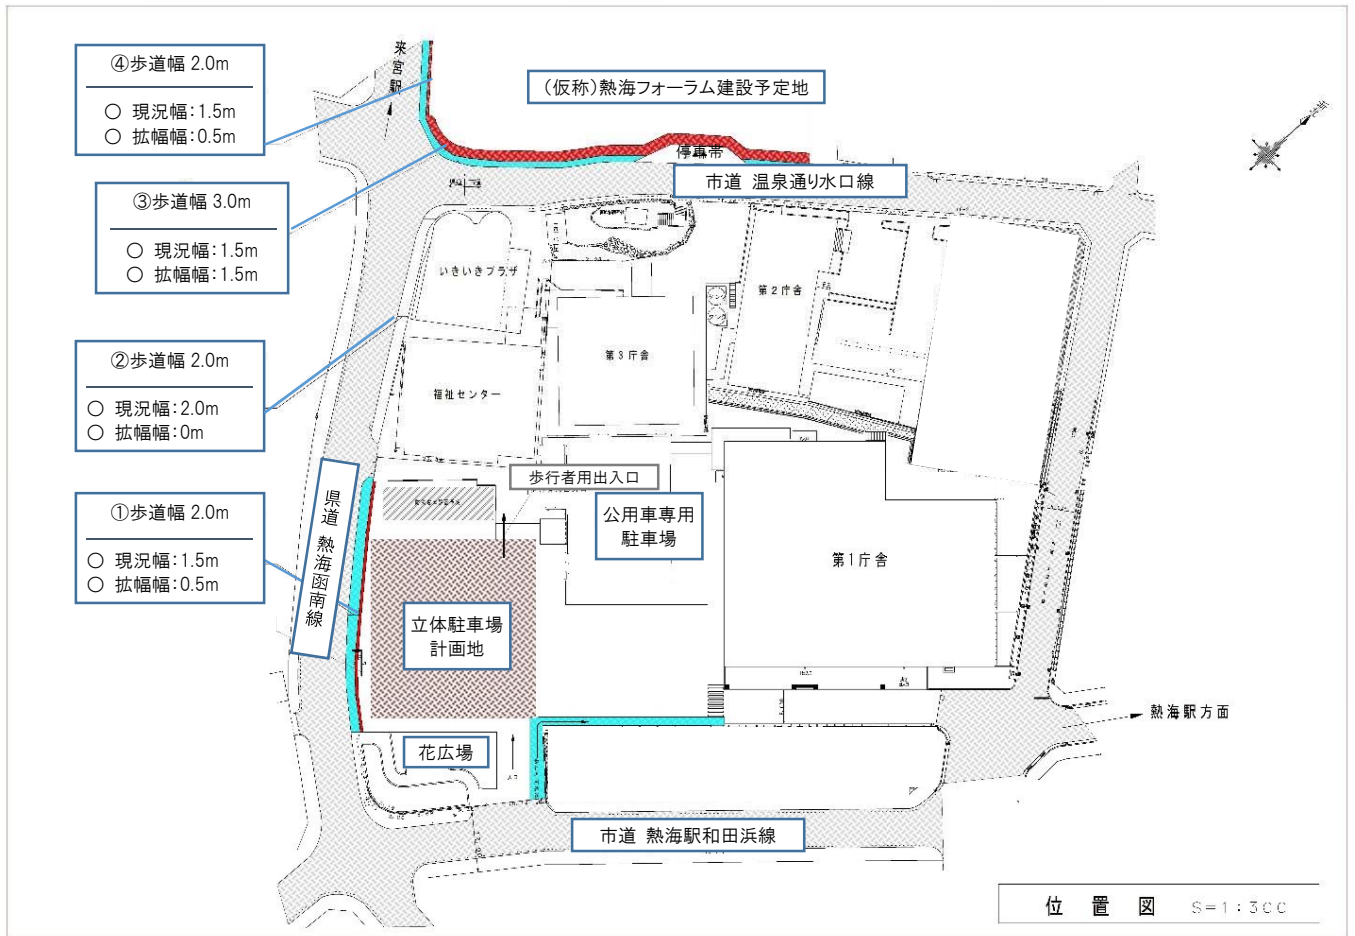 ④歩道幅 2.0m
○ 現況幅:1.5m
○ 拡幅幅:0.5m
来宮駅
(仮称)熱海フォーラム建設予定地
停車帯
市道 温泉通り水口線
③歩道幅 3.0m
○ 現況幅:1.5m
○ 拡幅幅:1.5m
いきいきプラザ
第2庁舎
第3庁舎
②歩道幅 2.0m
○ 現況幅:2.0m
○ 拡幅幅:0m
福祉センター
歩行者用出入口
公用車専用
駐車場
第1庁舎
県道 熱海函南線
①歩道幅 2.0m
○ 現況幅:1.5m
○ 拡幅幅:0.5m
立体駐車場
計画地
熱海駅方面
花広場
入口
市道 熱海駅和田浜線
位 置 図 S=1:300